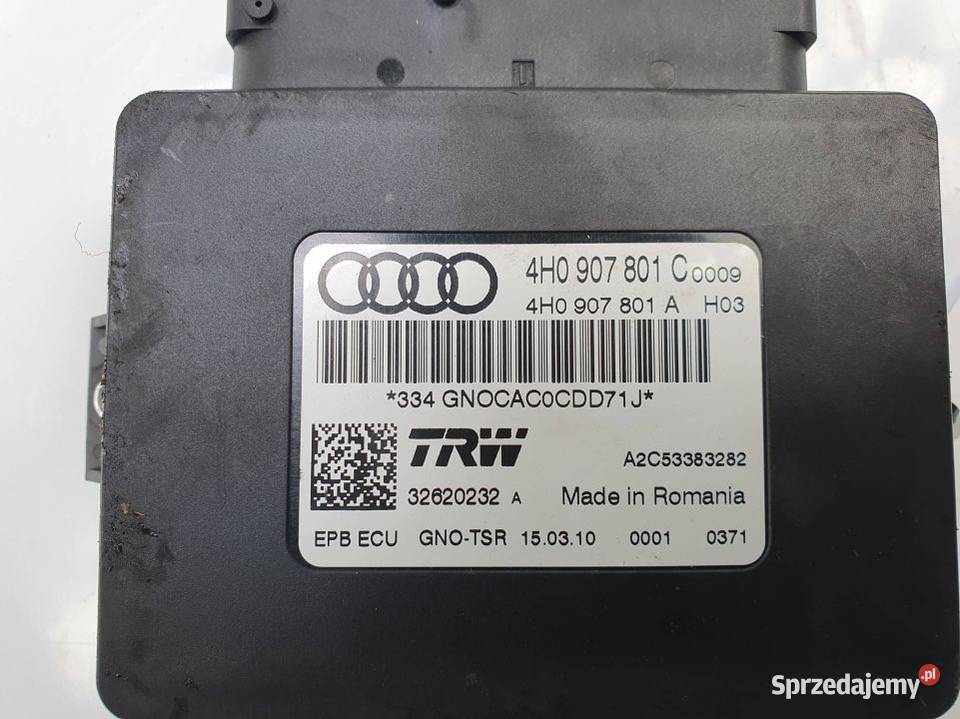 4H0 907 801 C 0009
4H0 907 801 A H03
*334 GNOCAC0CDD71J*
TRW
A2C53383282
32620232 A Made in Romania
EPB ECU GNO-TSR 15.03.10 0001 0371
Sprzedajemy.pl